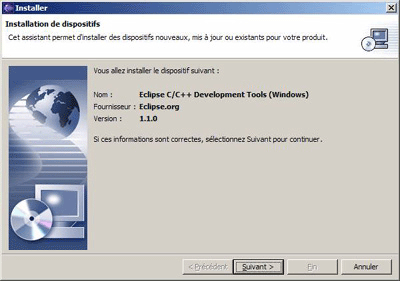 Installer
Installation de dispositifs
Cet assistant permet d'installer des dispositifs nouveaux, mis à jour ou existants pour votre produit.
Vous allez installer le dispositif suivant :
Nom : Eclipse C/C++ Development Tools (Windows)
Fournisseur : Eclipse.org
Version : 1.1.0
Si ces informations sont correctes, sélectionnez Suivant pour continuer.
< Précédent Suivant > Fin Annuler